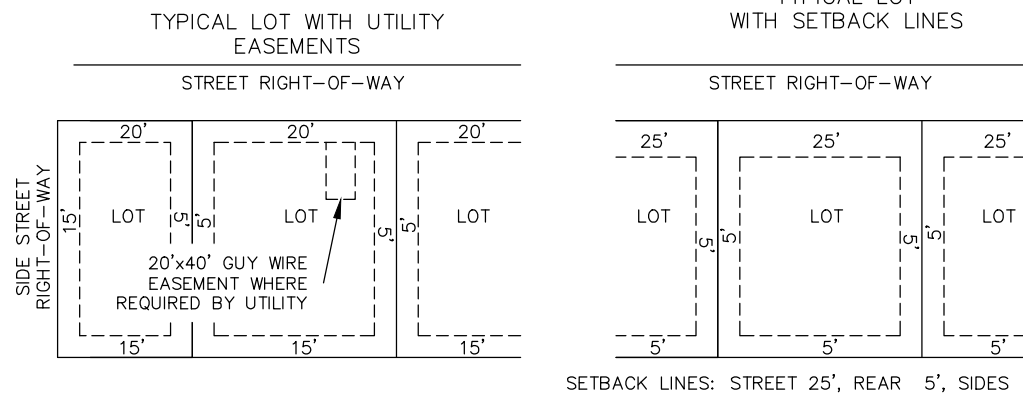 TYPICAL LOT WITH UTILITY
EASEMENTS
STREET RIGHT-OF-WAY
20'
20'
20'
SIDE STREET
RIGHT-OF-WAY
15'
LOT
5'
5'
LOT
5'
5'
LOT
20'x40' GUY WIRE
EASEMENT WHERE
REQUIRED BY UTILITY
15'
15'
15'
WITH SETBACK LINES
STREET RIGHT-OF-WAY
25'
25'
25'
LOT
5'
5'
LOT
5'
5'
LOT
5'
5'
5'
SETBACK LINES: STREET 25', REAR 5', SIDES